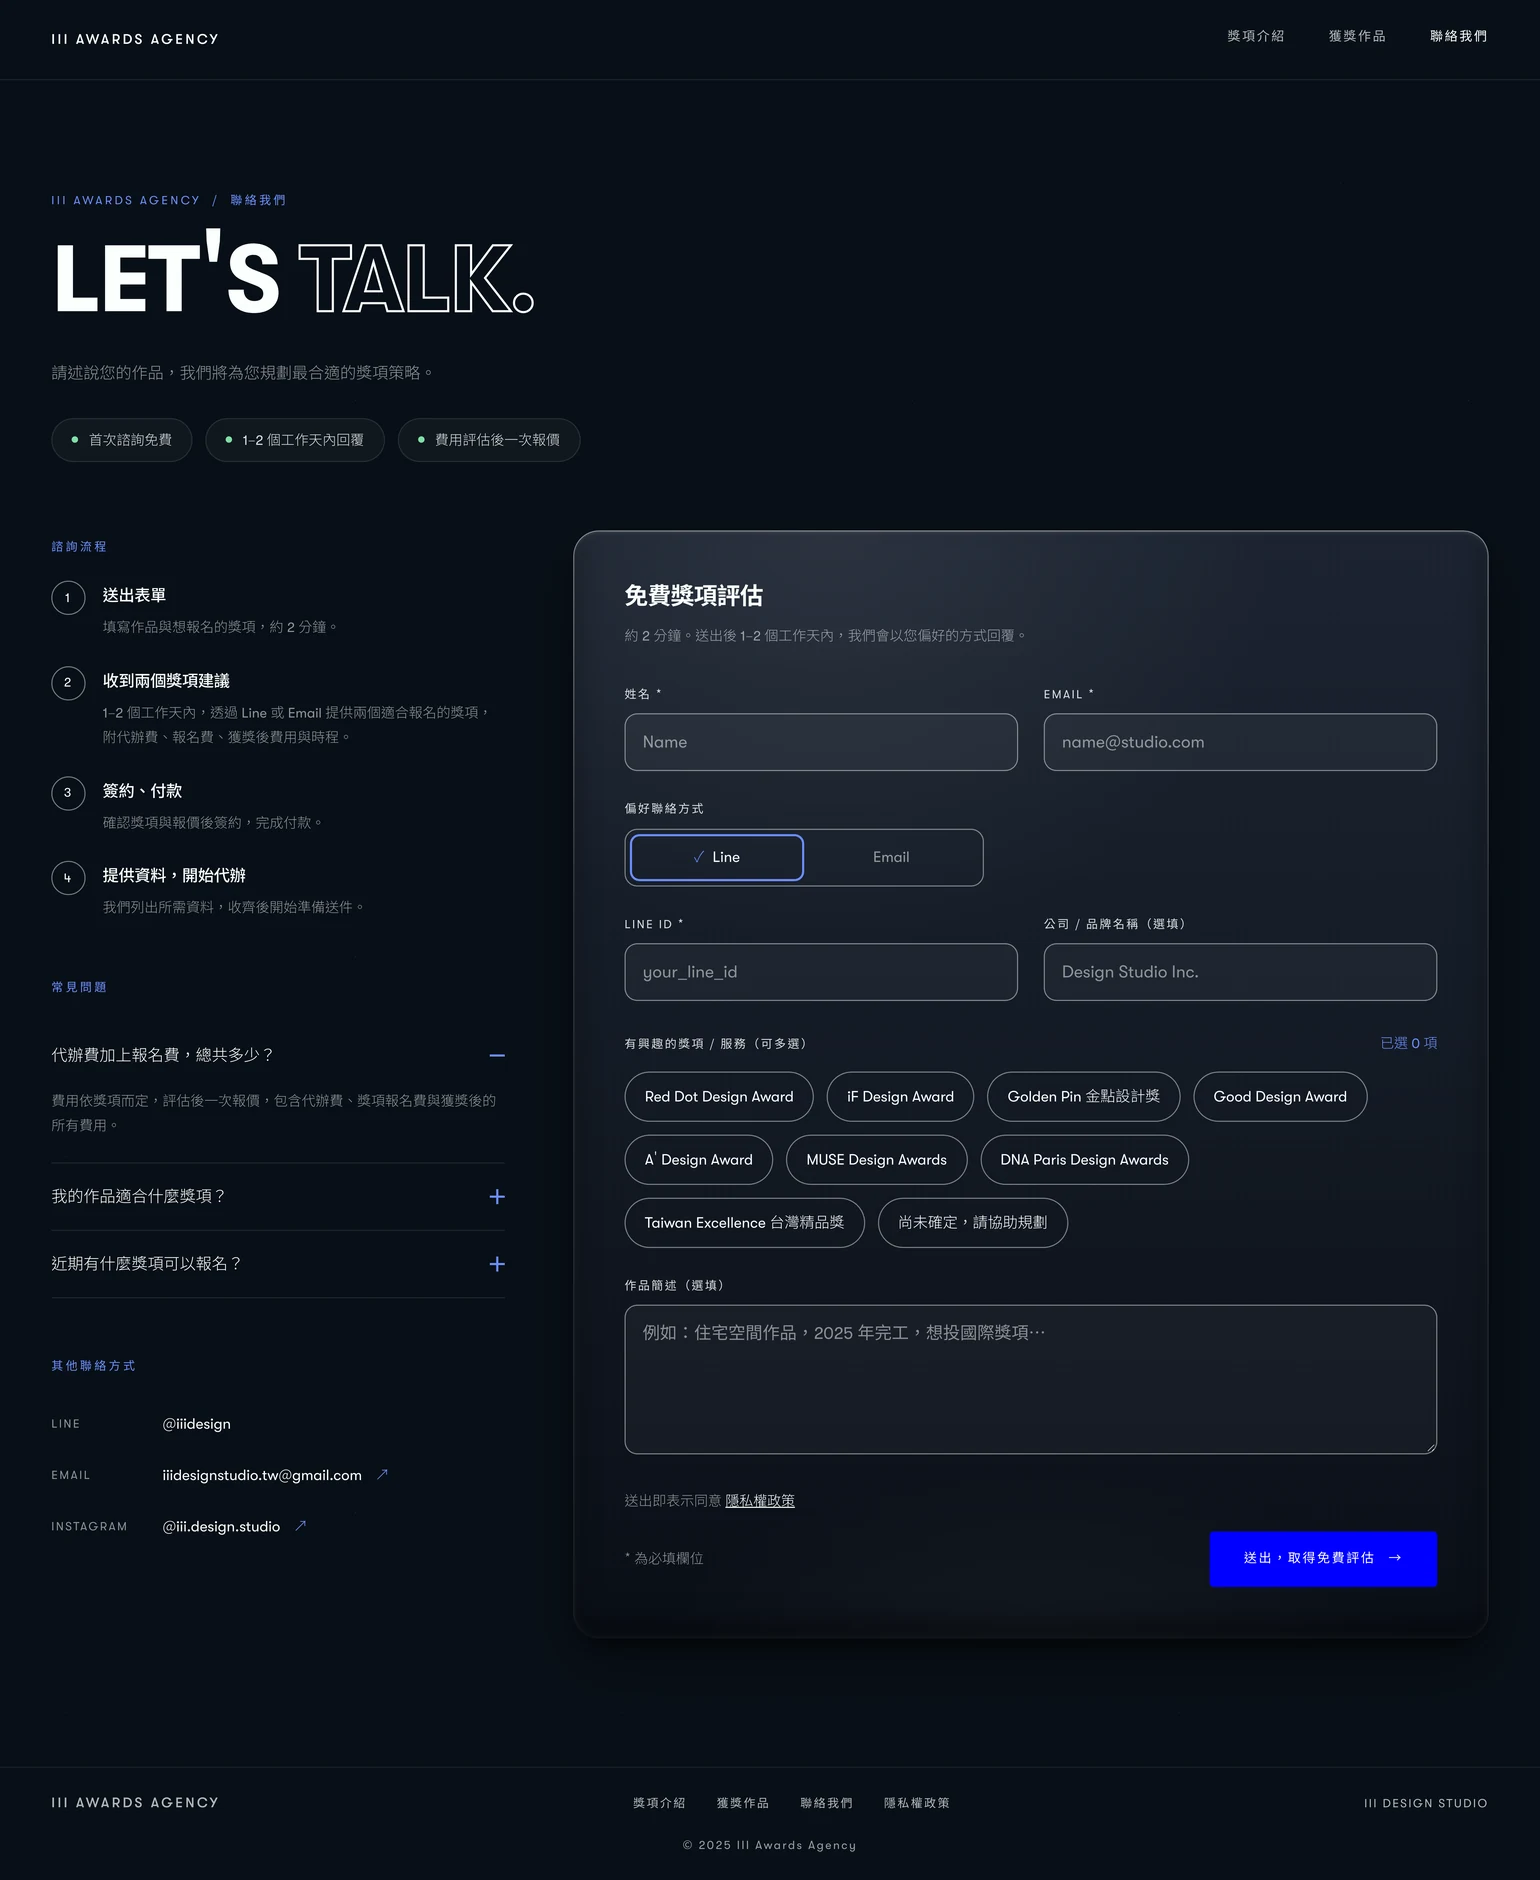 III AWARDS AGENCY
獎項介紹
獲獎作品
聯絡我們
III AWARDS AGENCY / 聯絡我們
LET'S TALK.
請述說您的作品，我們將為您規劃最合適的獎項策略。
首次諮詢免費
1–2 個工作天內回覆
費用評估後一次報價
諮詢流程
1
送出表單
填寫作品與想報名的獎項，約 2 分鐘。
2
收到兩個獎項建議
1–2 個工作天內，透過 Line 或 Email 提供兩個適合報名的獎項，
附代辦費、報名費、獲獎後費用與時程。
3
簽約、付款
確認獎項與報價後簽約，完成付款。
4
提供資料，開始代辦
我們列出所需資料，收齊後開始準備送件。
常見問題
代辦費加上報名費，總共多少？
費用依獎項而定，評估後一次報價，包含代辦費、獎項報名費與獲獎後的
所有費用。
我的作品適合什麼獎項？
近期有什麼獎項可以報名？
其他聯絡方式
LINE
@iiidesign
EMAIL
iiidesignstudio.tw@gmail.com ↗
INSTAGRAM
@iii.design.studio ↗
免費獎項評估
約 2 分鐘。送出後 1–2 個工作天內，我們會以您偏好的方式回覆。
姓名 *
Name
EMAIL *
name@studio.com
偏好聯絡方式
✓ Line
Email
LINE ID *
your_line_id
公司 / 品牌名稱（選填）
Design Studio Inc.
有興趣的獎項 / 服務（可多選）
已選 0 項
Red Dot Design Award
iF Design Award
Golden Pin 金點設計獎
Good Design Award
A' Design Award
MUSE Design Awards
DNA Paris Design Awards
Taiwan Excellence 台灣精品獎
尚未確定，請協助規劃
作品簡述（選填）
例如：住宅空間作品，2025 年完工，想投國際獎項⋯
送出即表示同意 隱私權政策
* 為必填欄位
送出，取得免費評估 →
III AWARDS AGENCY
獎項介紹
獲獎作品
聯絡我們
隱私權政策
III DESIGN STUDIO
© 2025 III Awards Agency